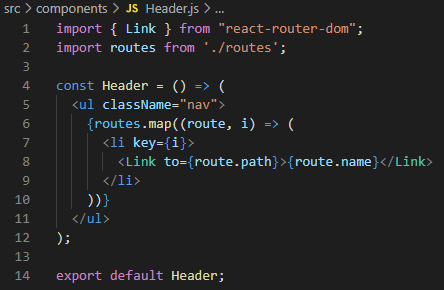 src > components > JS Header.js > ...
1 import { Link } from "react-router-dom";
2 import routes from './routes';
3
4 const Header = () => (
5   <ul className="nav">
6     {routes.map((route, i) => (
7       <li key={i}>
8         <Link to={route.path}>{route.name}</Link>
9       </li>
10     ))}
11   </ul>
12 );
13
14 export default Header;